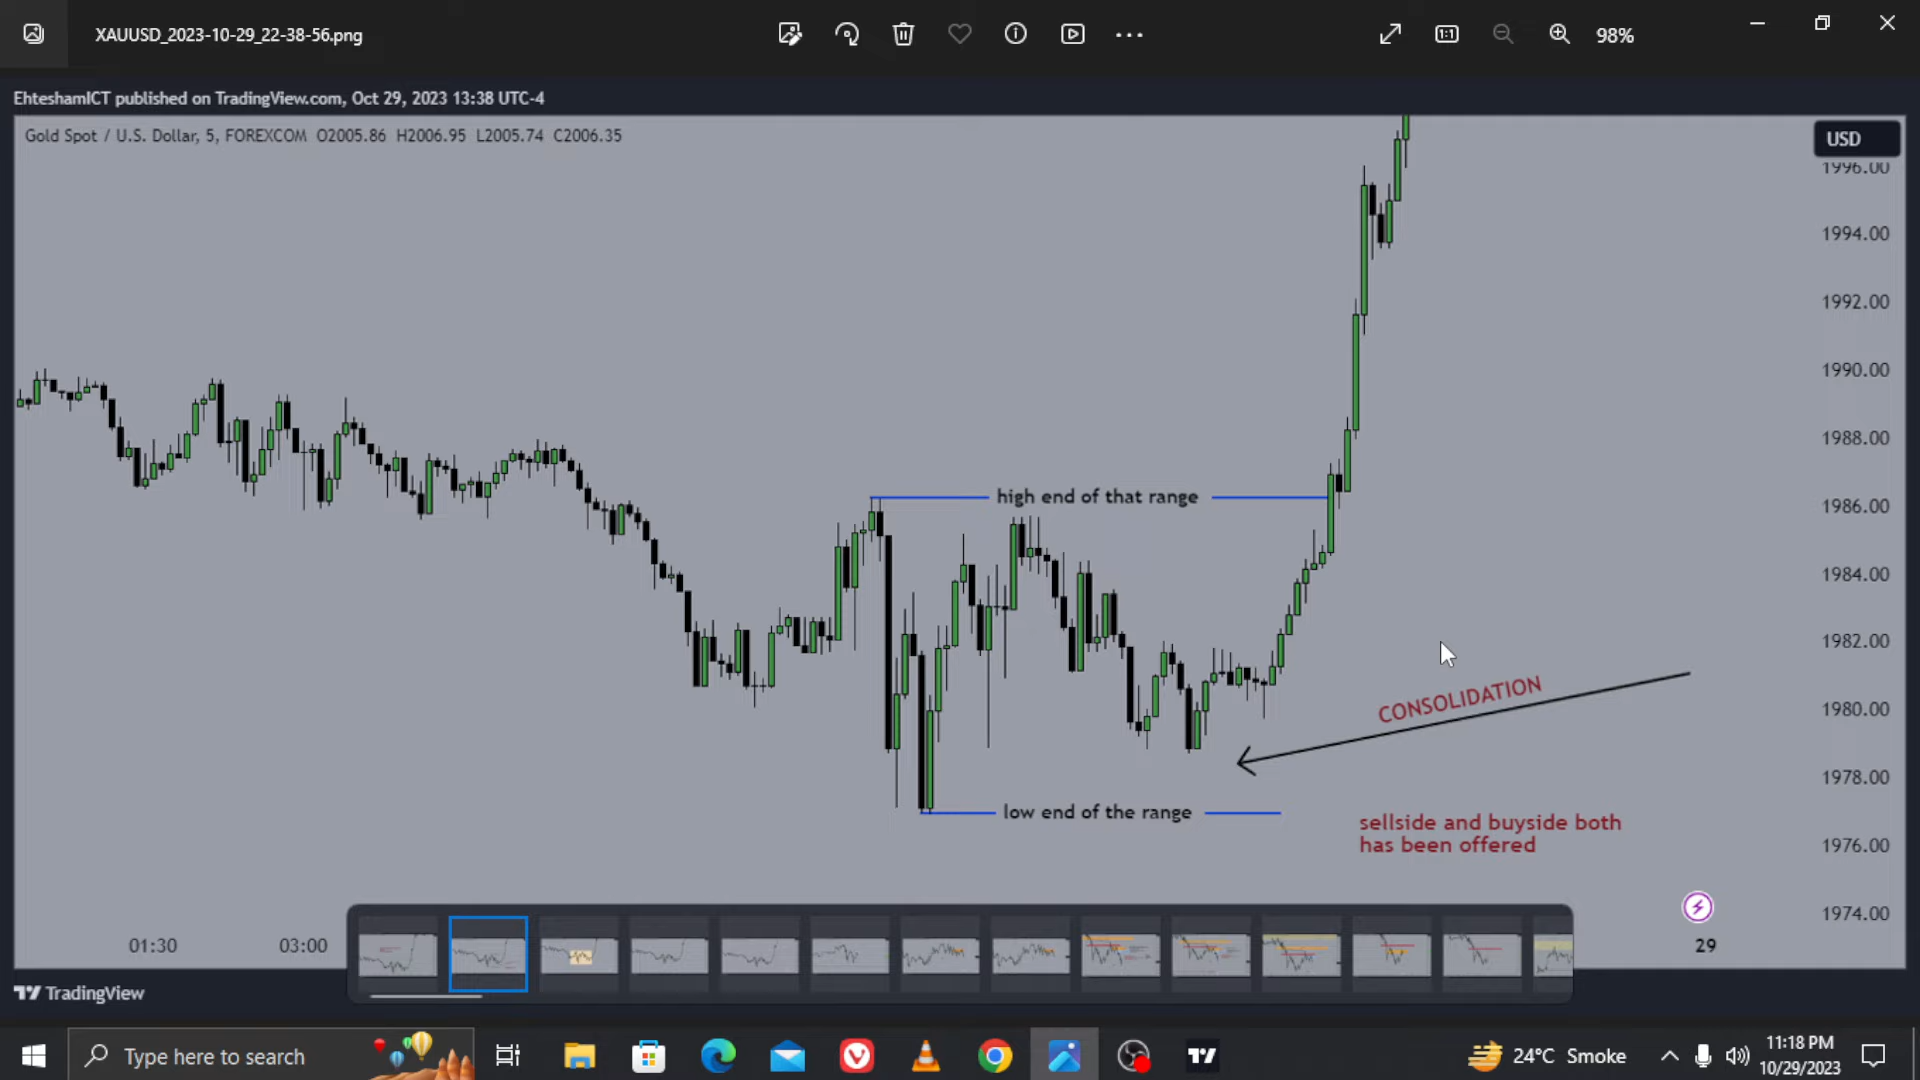 XAUUSD_2023-10-29_22-38-56.png
98%
EhteshamICT published on TradingView.com, Oct 29, 2023 13:38 UTC-4
Gold Spot / U.S. Dollar, 5, FOREXCOM O2005.86 H2006.95 L2005.74 C2006.35
USD
1996.00
1994.00
1992.00
1990.00
1988.00
high end of that range
1986.00
1984.00
1982.00
CONSOLIDATION
1980.00
1978.00
low end of the range
sellside and buyside both
has been offered
1976.00
1974.00
01:30
03:00
29
TradingView
Type here to search
24°C Smoke
11:18 PM
10/29/2023